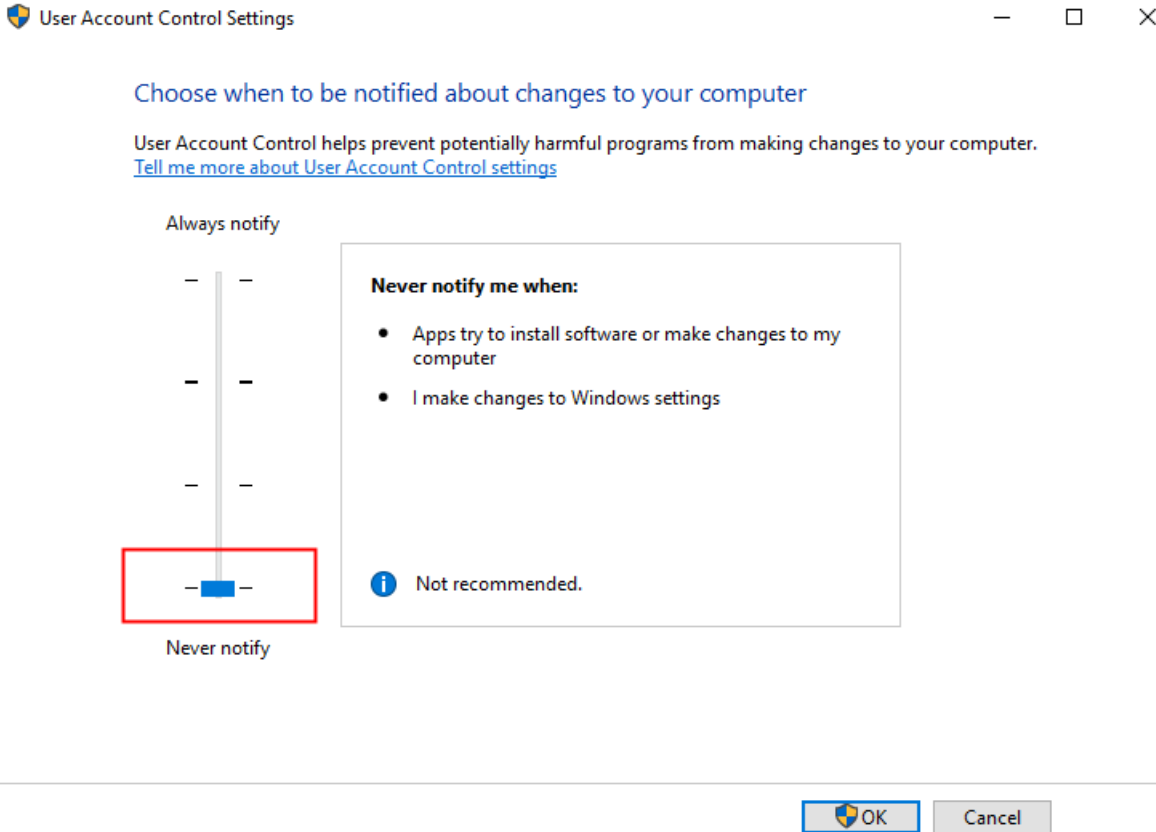 User Account Control Settings
Choose when to be notified about changes to your computer
User Account Control helps prevent potentially harmful programs from making changes to your computer.
Tell me more about User Account Control settings
Always notify
Never notify me when:
• Apps try to install software or make changes to my
computer
• I make changes to Windows settings
Not recommended.
Never notify
OK
Cancel